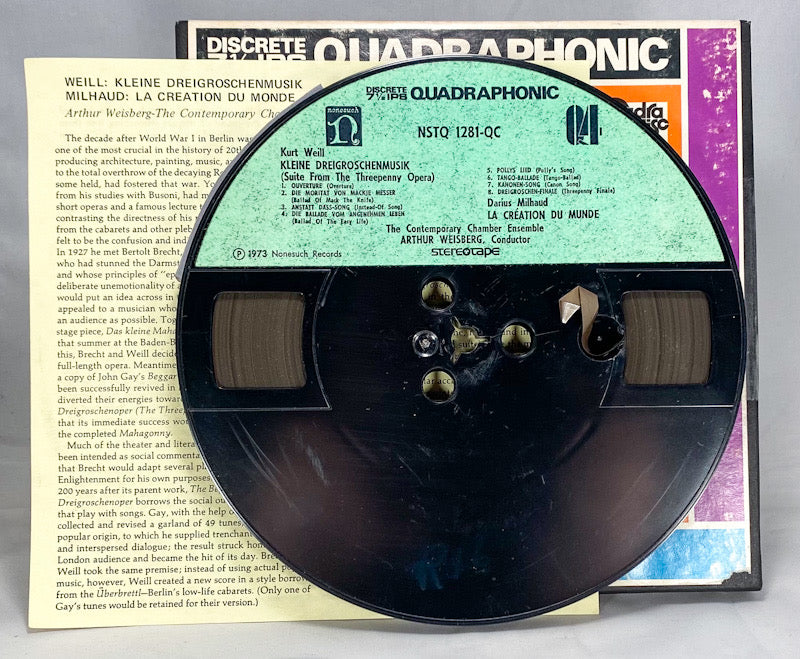 DISCRETE
7½ IPS
QUADRAPHONIC
WEILL: KLEINE DREIGROSCHENMUSIK
MILHAUD: LA CREATION DU MONDE
Arthur Weisberg-The Contemporary Cha
The decade after World War I in Berlin was
one of the most crucial in the history of 20th
producing architecture, painting, music, a
to the total overthrow of the decaying R
some held, had fostered that war. Yo
from his studies with Busoni, had m
short operas and a famous lecture t
contrasting the directness of his
from the cabarets and other pleb
felt to be the confusion and ind
In 1927 he met Bertolt Brecht,
who had stunned the Darmst
and whose principles of "ep
deliberate unemotionality of a
would put an idea across in t
appealed to a musician who
an audience as possible. Tog
stage piece, Das kleine Maha
that summer at the Baden-B
this, Brecht and Weill decide
full-length opera. Meantime
a copy of John Gay's Beggar
been successfully revived in
diverted their energies towar
Dreigroschenoper (The Three
that its immediate success wou
the completed Mahagonny.
Much of the theater and litera
been intended as social commenta
that Brecht would adapt several pl
Enlightenment for his own purposes,
200 years after its parent work, The Be
Dreigroschenoper borrows the social ou
that play with songs. Gay, with the help o
collected and revised a garland of 49 tunes,
popular origin, to which he supplied trenchan
and interspersed dialogue; the result struck hom
London audience and became the hit of its day. Bre
Weill took the same premise; instead of using actual po
music, however, Weill created a new score in a style borrow
from the Überbrettl—Berlin's low-life cabarets. (Only one of
Gay's tunes would be retained for their version.)
DISCRETE
7½ IPS QUADRAPHONIC
nonesuch
N
NSTQ 1281-QC
Q4
Kurt Weill
KLEINE DREIGROSCHENMUSIK
(Suite From The Threepenny Opera)
1. OUVERTURE (Overture)
2. DIE MORITAT VON MACKIE MESSER
(Ballad Of Mack The Knife)
3. ANSTATT DASS-SONG (Instead-Of Song)
4. DIE BALLADE VOM ANGENEHMEN LEBEN
(Ballad Of The Easy Life)
5. POLLYS LIED (Polly's Song)
6. TANGO-BALLADE (Tango-Ballad)
7. KANONEN-SONG (Canon Song)
8. DREIGROSCHEN-FINALE (Threepenny Finale)
Darius Milhaud
LA CRÉATION DU MUNDE
The Contemporary Chamber Ensemble
ARTHUR WEISBERG, Conductor
Ⓟ 1973 Nonesuch Records
stereotape